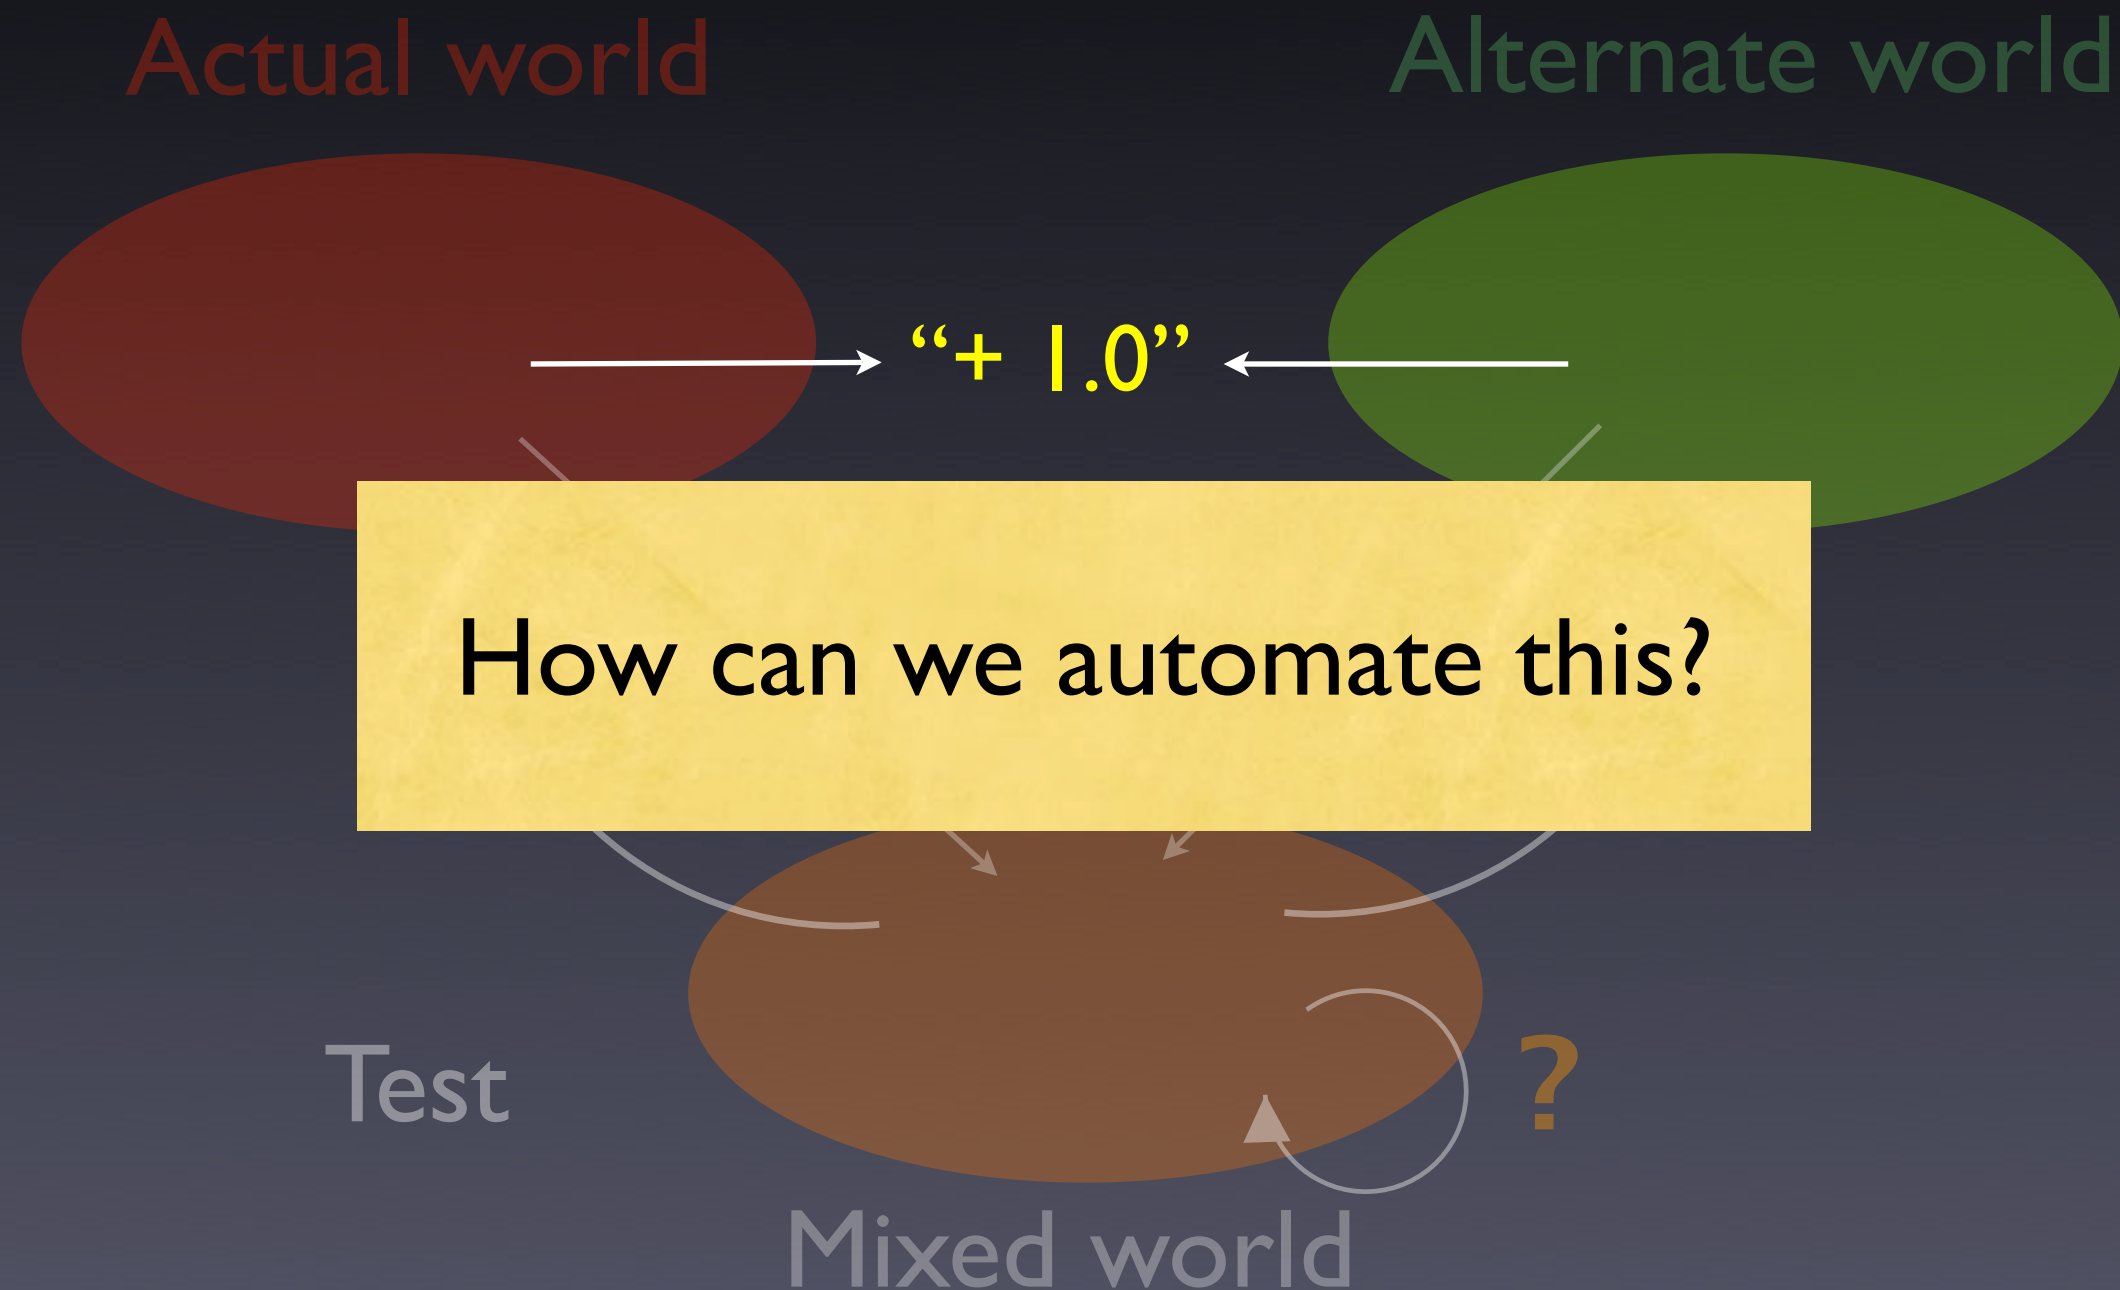 Actual world
Alternate world
“+ 1.0”
How can we automate this?
Test
?
Mixed world